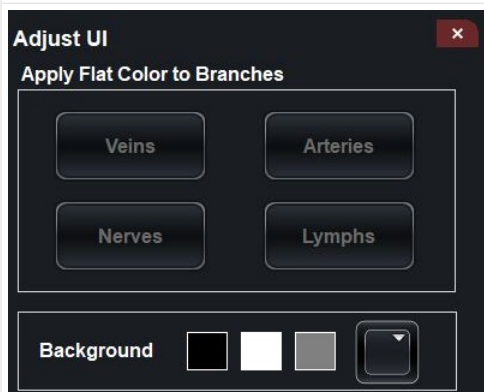 Adjust UI
Apply Flat Color to Branches
Veins Arteries
Nerves Lymphs
Background